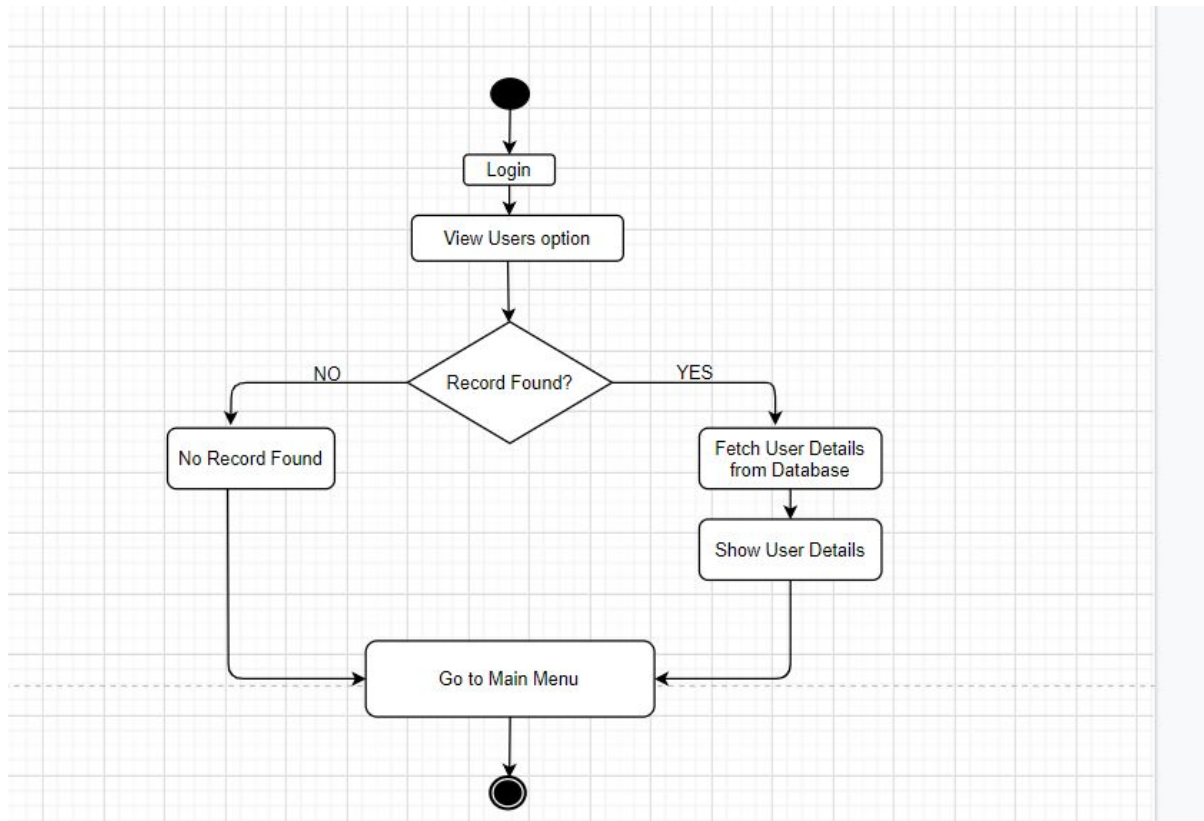 Login
View Users option
Record Found?
NO
YES
No Record Found
Fetch User Details
from Database
Show User Details
Go to Main Menu